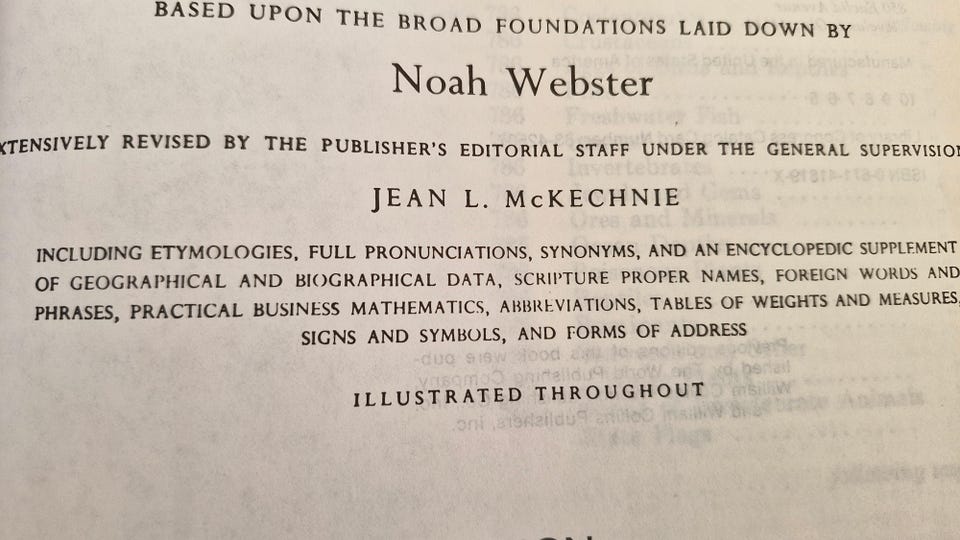 BASED UPON THE BROAD FOUNDATIONS LAID DOWN BY
Noah Webster
XTENSIVELY REVISED BY THE PUBLISHER'S EDITORIAL STAFF UNDER THE GENERAL SUPERVISION
JEAN L. McKECHNIE
INCLUDING ETYMOLOGIES, FULL PRONUNCIATIONS, SYNONYMS, AND AN ENCYCLOPEDIC SUPPLEMENT
OF GEOGRAPHICAL AND BIOGRAPHICAL DATA, SCRIPTURE PROPER NAMES, FOREIGN WORDS AND
PHRASES, PRACTICAL BUSINESS MATHEMATICS, ABBREVIATIONS, TABLES OF WEIGHTS AND MEASURES,
SIGNS AND SYMBOLS, AND FORMS OF ADDRESS
ILLUSTRATED THROUGHOUT